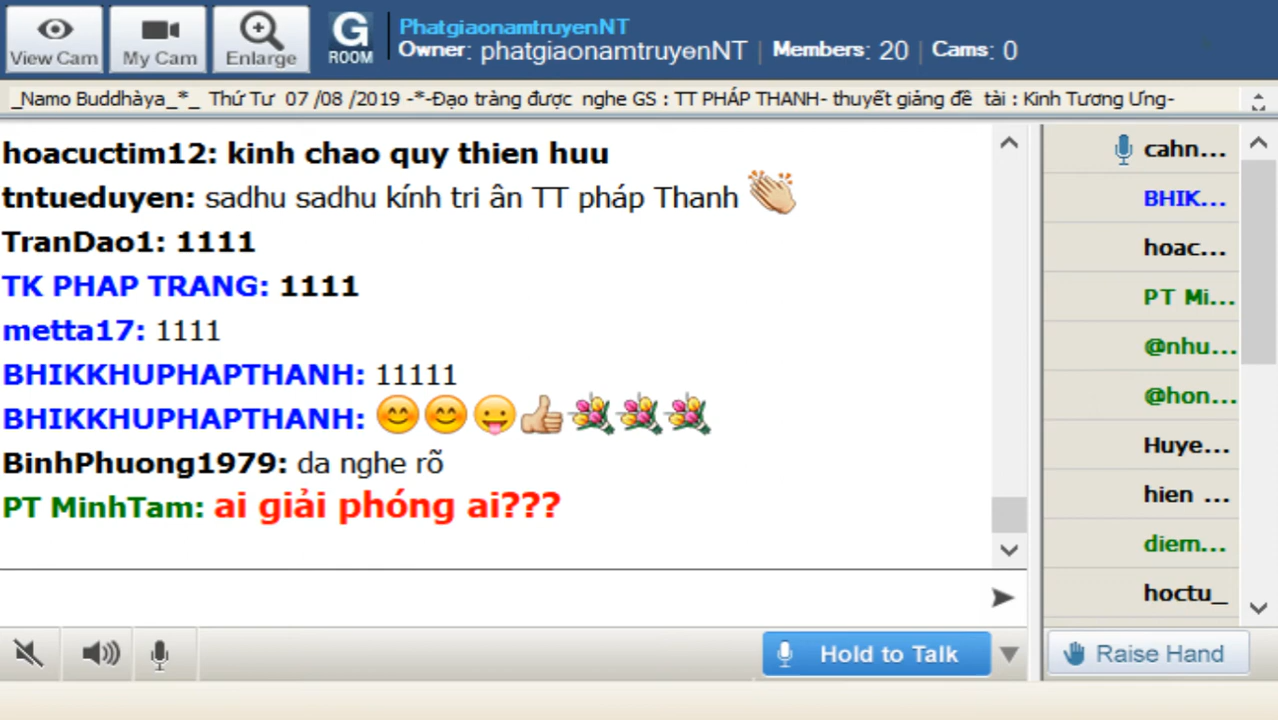 View Cam
My Cam
Enlarge
G
ROOM
PhatgiaonamtruyenNT
Owner: phatgiaonamtruyenNT | Members: 20 | Cams: 0
_Namo Buddhàya_*_ Thứ Tư 07 /08 /2019 -*-Đạo tràng được nghe GS : TT PHÁP THANH- thuyết giảng đề tài : Kinh Tương Ưng-
hoacuctim12: kinh chao quy thien huu
tntueduyen: sadhu sadhu kính tri ân TT pháp Thanh
TranDao1: 1111
TK PHAP TRANG: 1111
metta17: 1111
BHIKKHUPHAPTHANH: 11111
BHIKKHUPHAPTHANH:
BinhPhuong1979: da nghe rõ
PT MinhTam: ai giải phóng ai???
cahn...
BHIK...
hoac...
PT Mi...
@nhu...
@hon...
Huye...
hien ...
diem...
hoctu_
Hold to Talk
Raise Hand